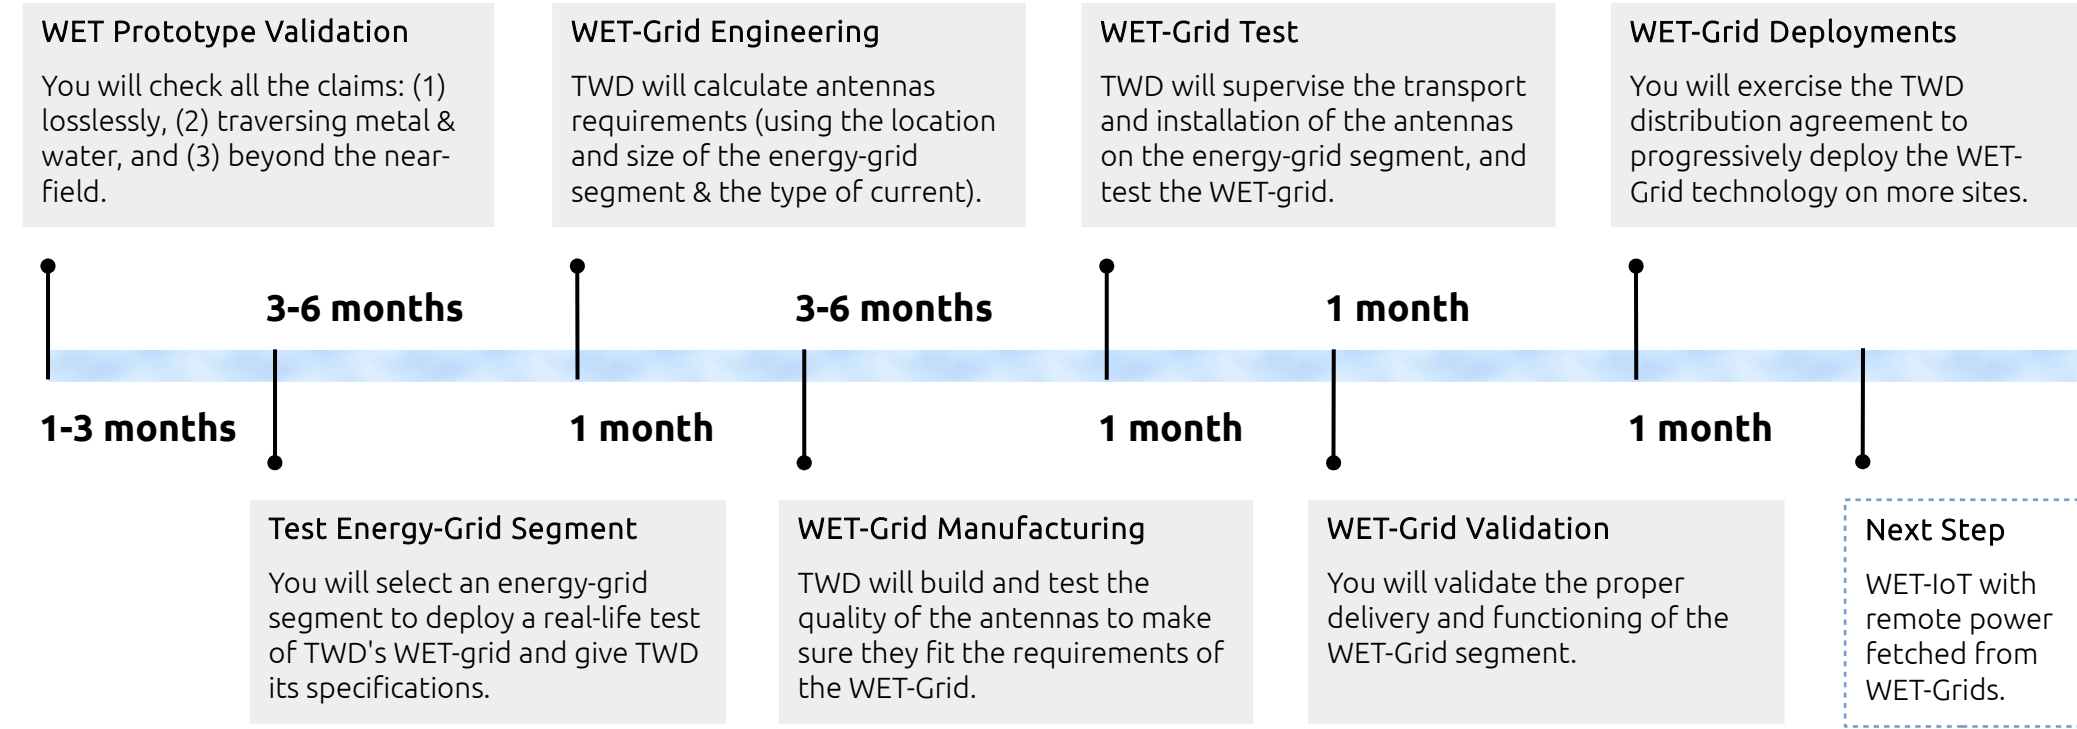 WET Prototype Validation
You will check all the claims: (1)
losslessly, (2) traversing metal &
water, and (3) beyond the near-
field.
WET-Grid Engineering
TWD will calculate antennas
requirements (using the location
and size of the energy-grid
segment & the type of current).
WET-Grid Test
TWD will supervise the transport
and installation of the antennas
on the energy-grid segment, and
test the WET-grid.
WET-Grid Deployments
You will exercise the TWD
distribution agreement to
progressively deploy the WET-
Grid technology on more sites.
3-6 months
3-6 months
1 month
1-3 months
1 month
1 month
1 month
Test Energy-Grid Segment
You will select an energy-grid
segment to deploy a real-life test
of TWD's WET-grid and give TWD
its specifications.
WET-Grid Manufacturing
TWD will build and test the
quality of the antennas to make
sure they fit the requirements of
the WET-Grid.
WET-Grid Validation
You will validate the proper
delivery and functioning of the
WET-Grid segment.
Next Step
WET-IoT with
remote power
fetched from
WET-Grids.